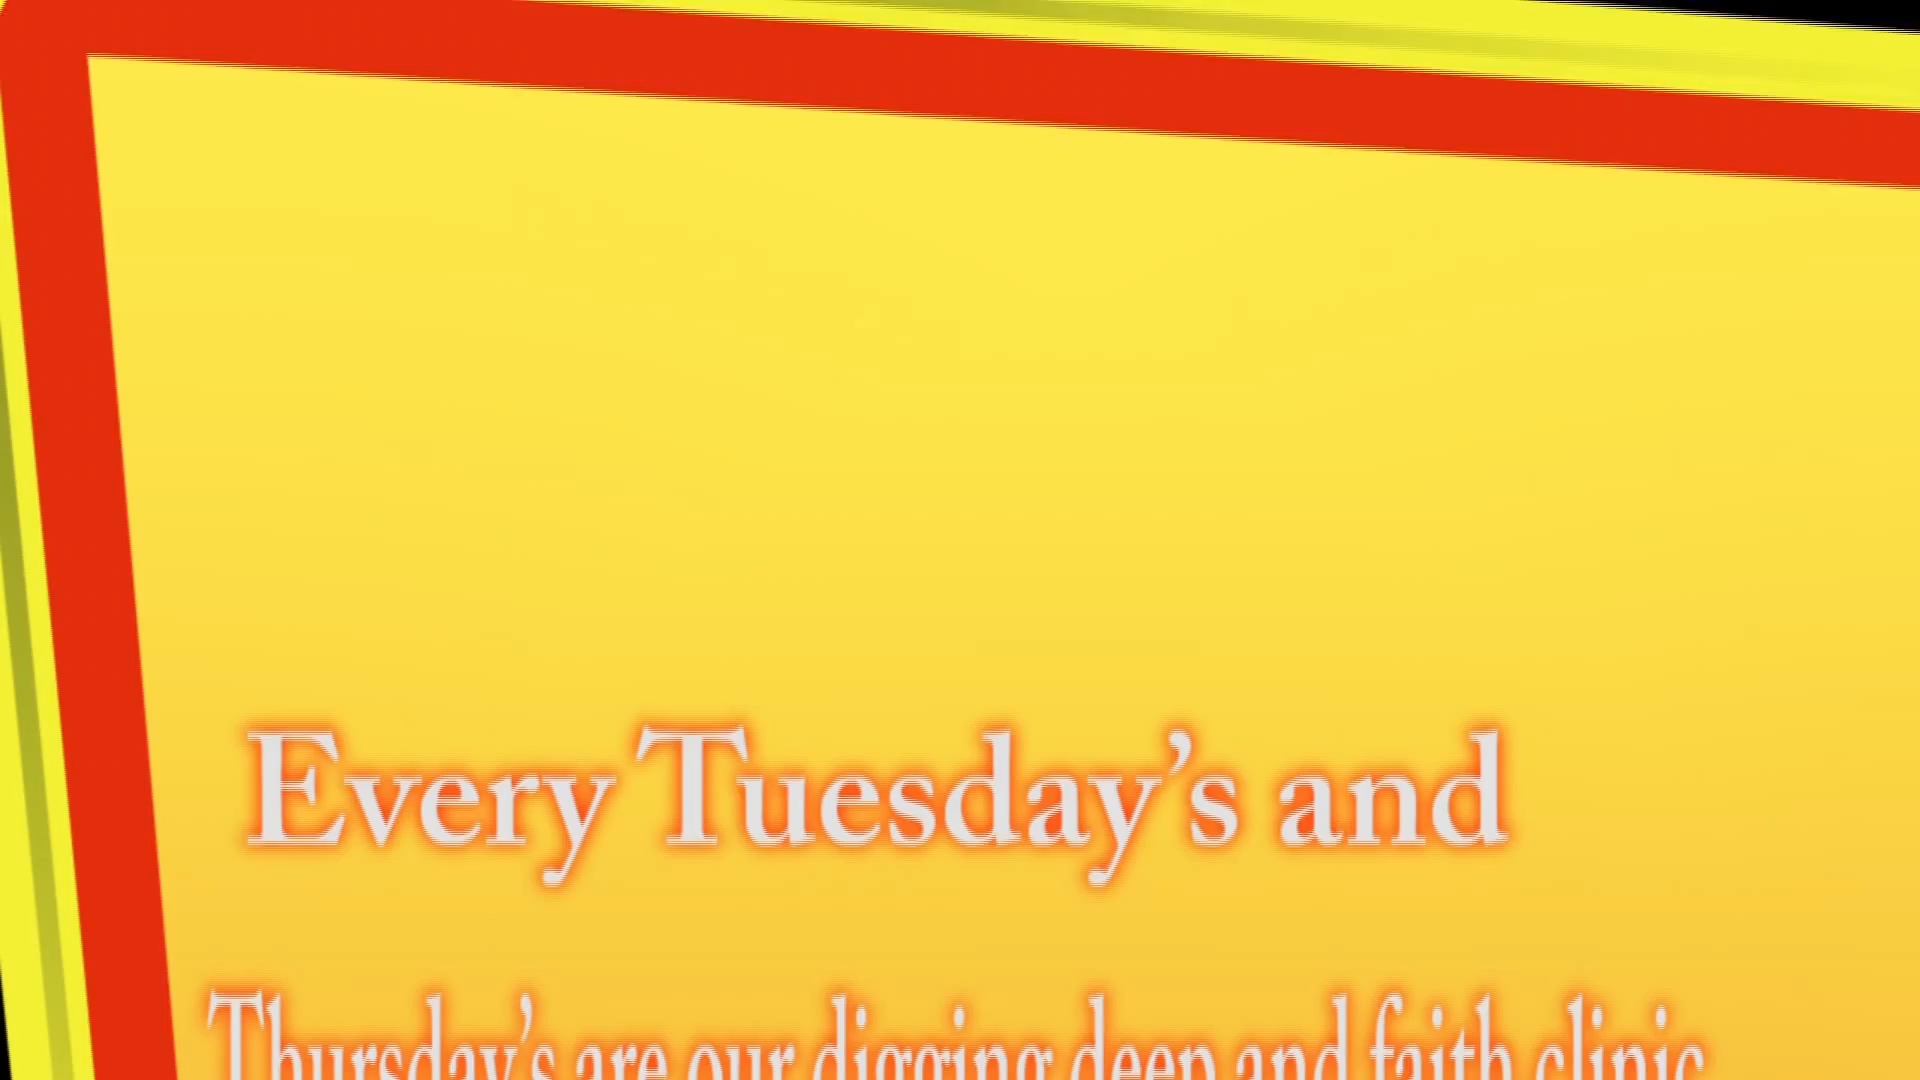 Every Tuesday’s and
Thursday’s are our digging deep and faith clinic